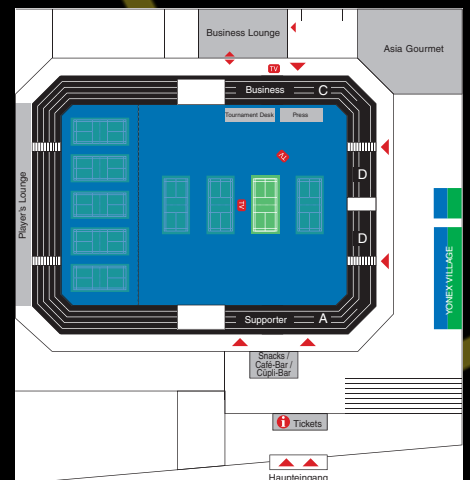 Business Lounge
Asia Gourmet
TV
Business
C
Tournament Desk
Press
TV
Player's Lounge
D
TV
D
YONEX VILLAGE
Supporter
A
Snacks /
Café-Bar /
Cüpli-Bar
i Tickets
Haupteingang